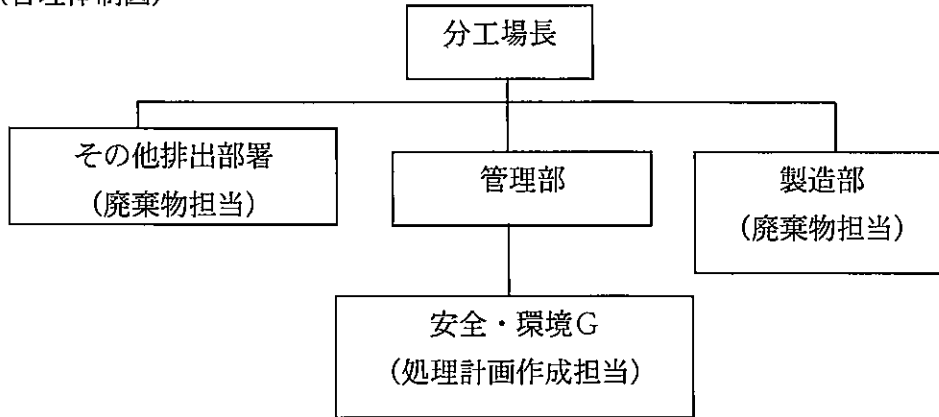 (管理体制図)
分工場長
その他排出部署
(廃棄物担当)
管理部
製造部
(廃棄物担当)
安全・環境G
(処理計画作成担当)